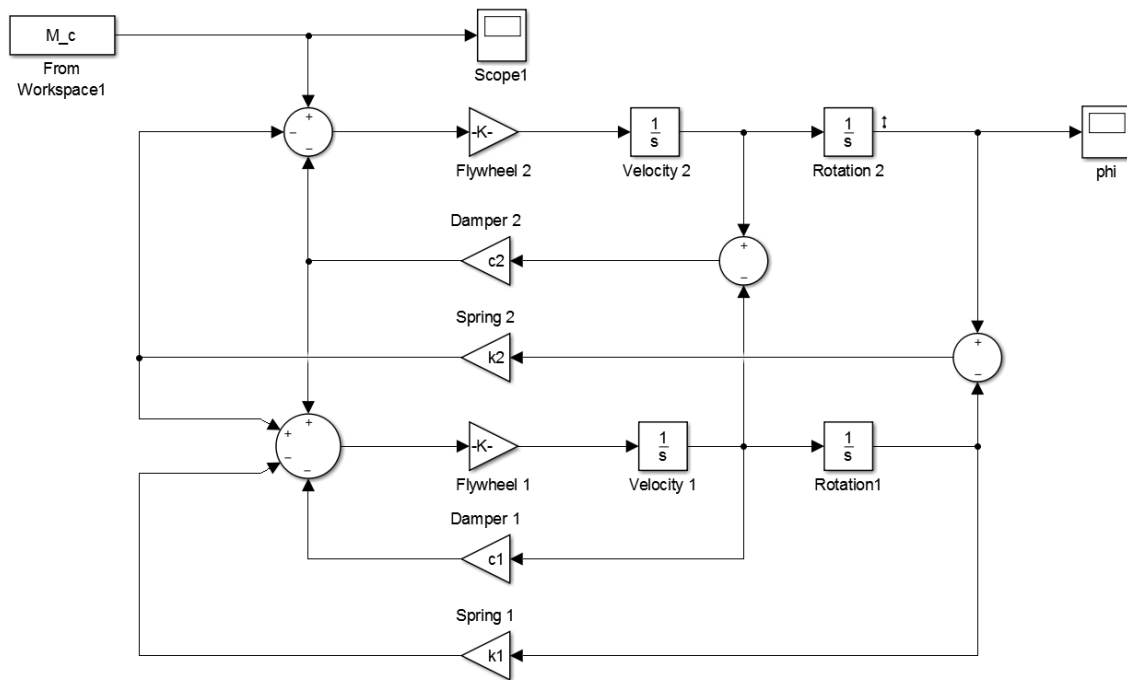 M_c
From
Workspace1
Scope1
+
−
−
-K-
Flywheel 2
1
s
Velocity 2
1
s
Rotation 2
phi
Damper 2
c2
+
−
Spring 2
k2
+
−
+
+
−
−
-K-
Flywheel 1
1
s
Velocity 1
1
s
Rotation1
Damper 1
c1
Spring 1
k1